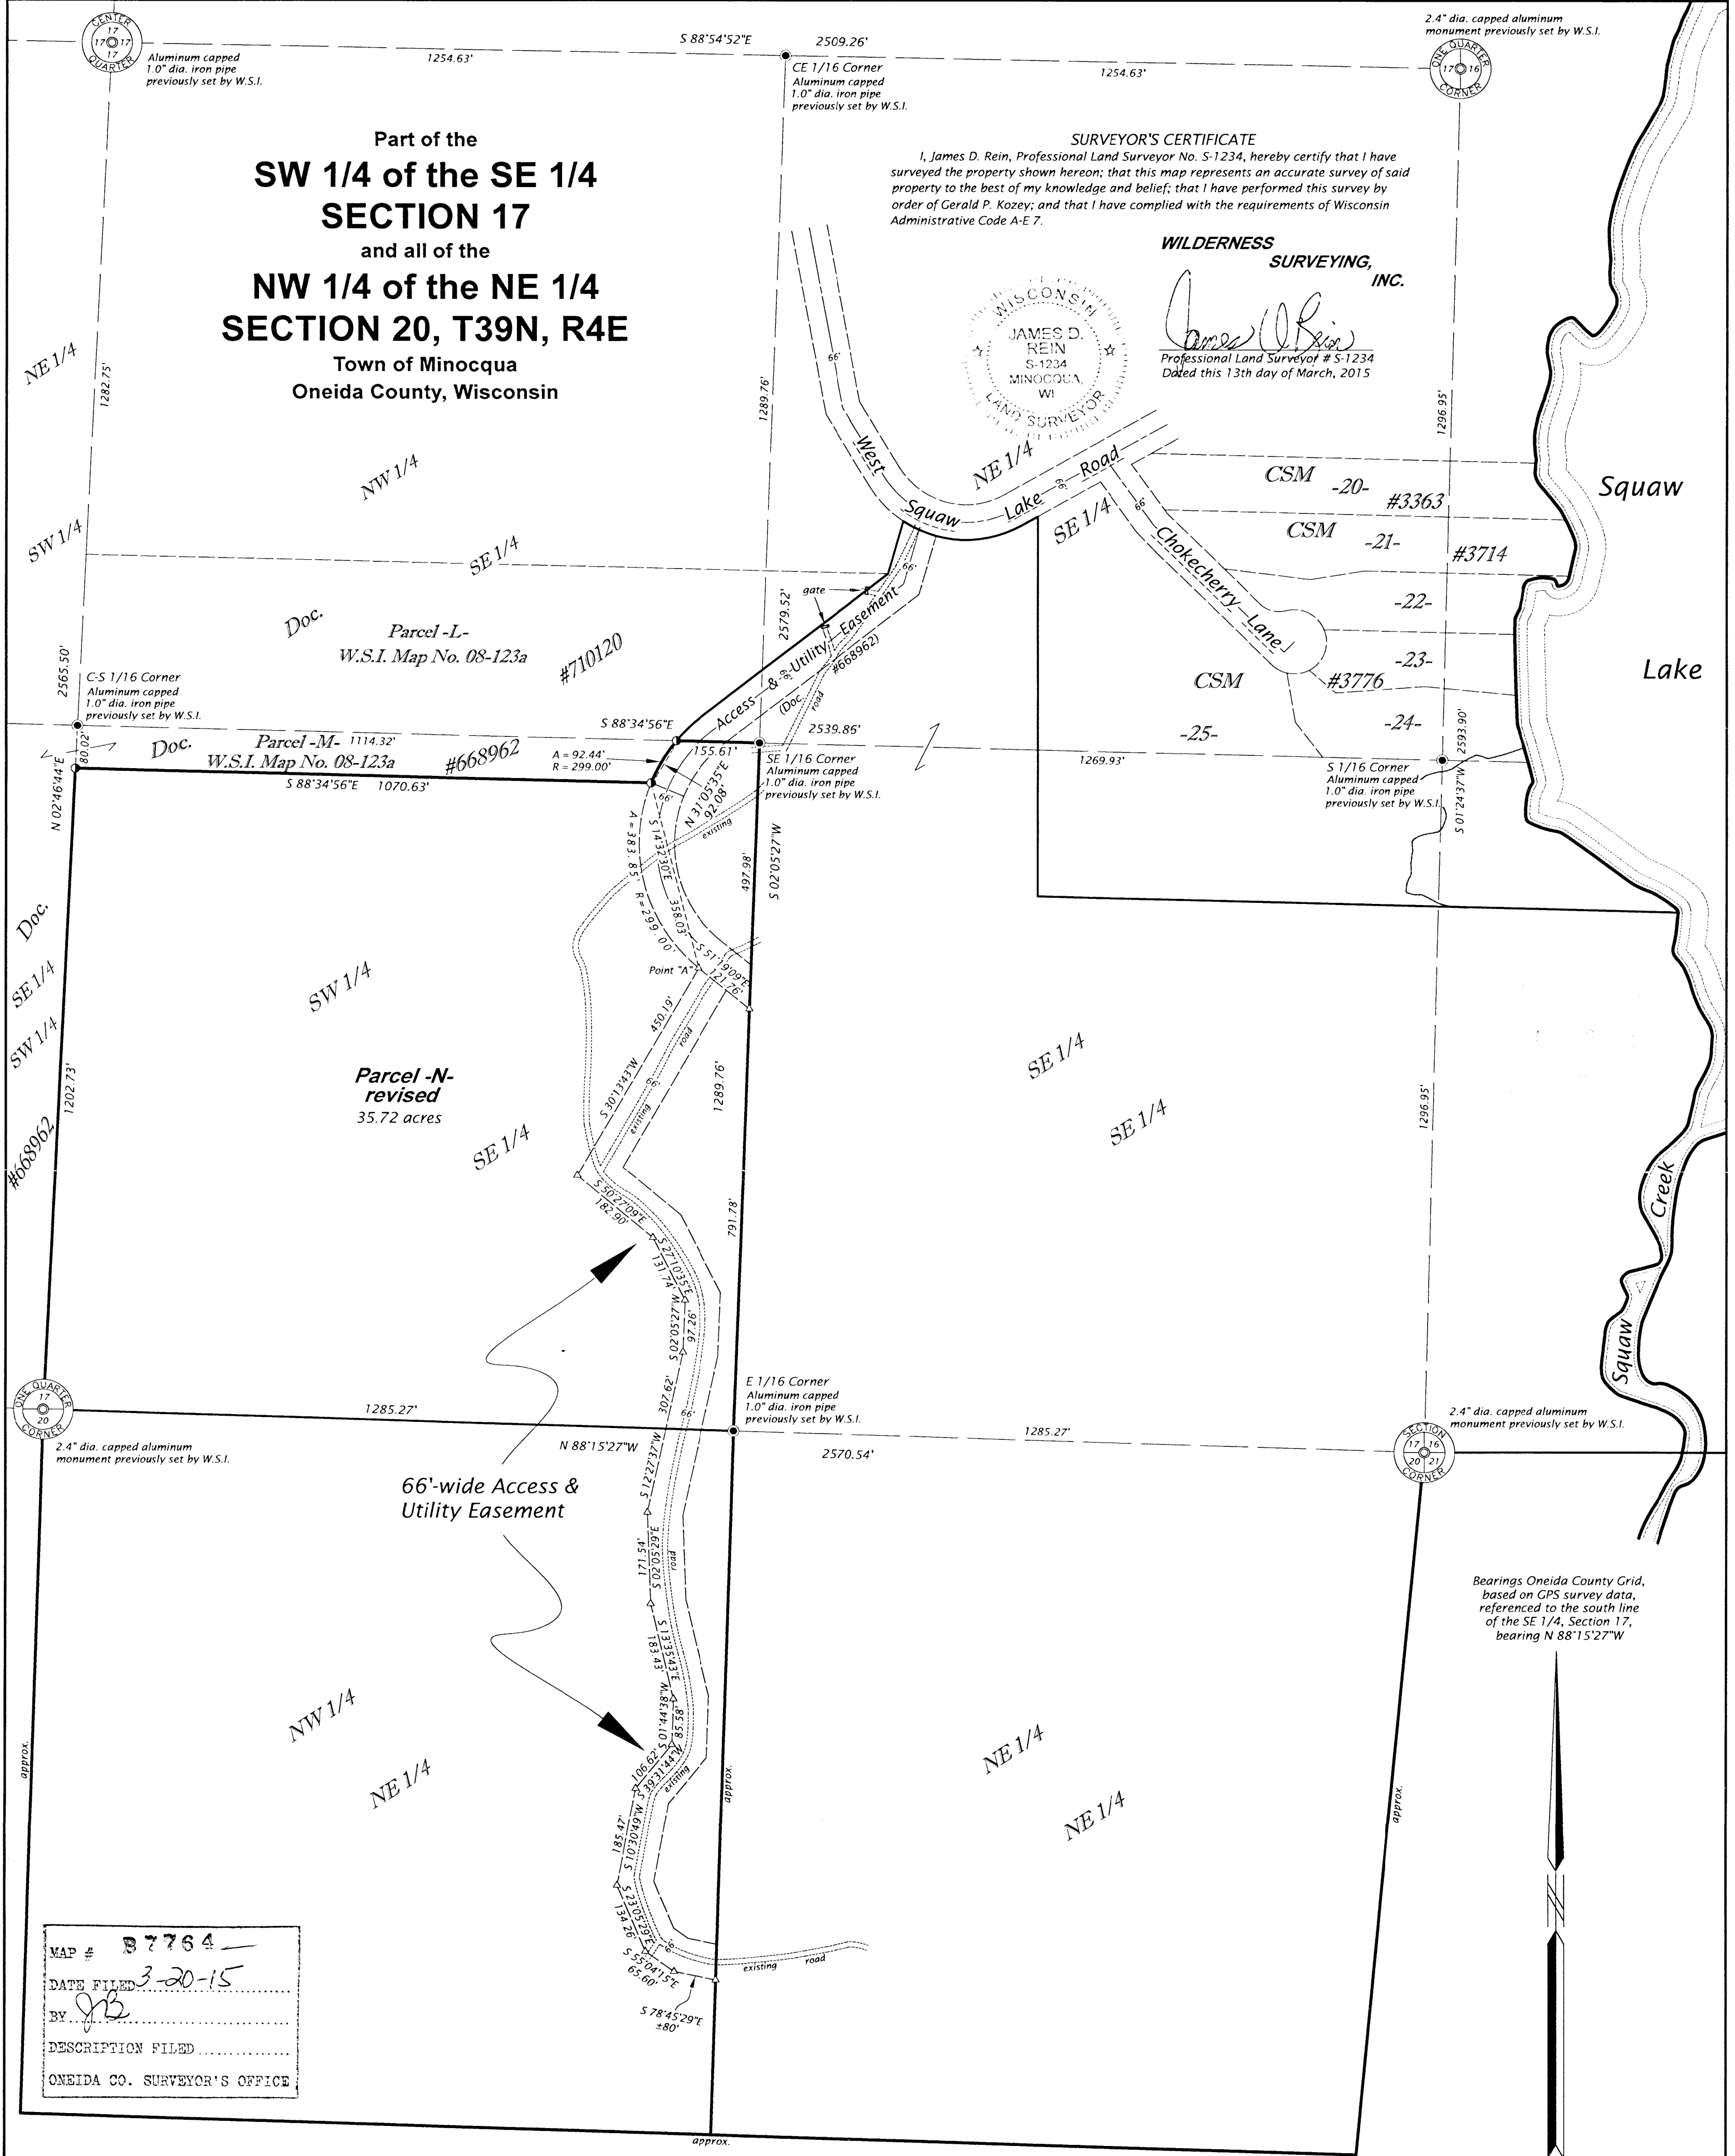 CENTER
17
17 17
17
QUARTER
Aluminum capped
1.0" dia. iron pipe
previously set by W.S.I.
1254.63'
S 88°54'52"E
2509.26'
CE 1/16 Corner
Aluminum capped
1.0" dia. iron pipe
previously set by W.S.I.
1254.63'
2.4" dia. capped aluminum
monument previously set by W.S.I.
ONE QUARTER
17 16
CORNER
Part of the
SW 1/4 of the SE 1/4
SECTION 17
and all of the
NW 1/4 of the NE 1/4
SECTION 20, T39N, R4E
Town of Minocqua
Oneida County, Wisconsin
SURVEYOR'S CERTIFICATE
I, James D. Rein, Professional Land Surveyor No. S-1234, hereby certify that I have
surveyed the property shown hereon; that this map represents an accurate survey of said
property to the best of my knowledge and belief; that I have performed this survey by
order of Gerald P. Kozey; and that I have complied with the requirements of Wisconsin
Administrative Code A-E 7.
WILDERNESS
SURVEYING,
INC.
WISCONSIN
JAMES D.
REIN
S-1234
MINOCQUA,
WI
LAND SURVEYOR
James D Rein
Professional Land Surveyor # S-1234
Dated this 13th day of March, 2015
NE 1/4
1282.75'
1289.76'
66'
1296.95'
NW 1/4
SW 1/4
SE 1/4
West
Squaw
Lake
66'
Road
NE 1/4
SE 1/4
66'
Chokecherry
Lane
CSM
-20-
#3363
CSM
-21-
#3714
-22-
-23-
CSM
#3776
-24-
-25-
Squaw
Lake
Doc.
Parcel -L-
W.S.I. Map No. 08-123a
#710120
gate
2579.52'
66'
Access & Utility Easement
66'
(Doc. #668962)
road
2565.50'
C-S 1/16 Corner
Aluminum capped
1.0" dia. iron pipe
previously set by W.S.I.
S 88°34'56"E
2539.86'
Doc.
Parcel -M- 1114.32'
W.S.I. Map No. 08-123a
#668962
80.02'
N 02°46'44"E
S 88°34'56"E 1070.63'
A = 92.44'
R = 299.00'
155.61'
N 31°05'35"E
92.08'
66'
SE 1/16 Corner
Aluminum capped
1.0" dia. iron pipe
previously set by W.S.I.
1269.93'
S 1/16 Corner
Aluminum capped
1.0" dia. iron pipe
previously set by W.S.I.
2593.90'
S 01°24'37"W
existing
S 14°32'30"E
358.03'
A = 383.85'
R = 299.00'
497.98'
S 02°05'27"W
Point "A"
S 51°19'09"E
121.76'
Doc.
SE 1/4
SW 1/4
#668962
SW 1/4
SE 1/4
1202.73'
Parcel -N-
revised
35.72 acres
450.19'
S 30°13'43"W
road
66'
existing
1289.76'
791.78'
SE 1/4
SE 1/4
1296.95'
S 50°27'09"E
182.90'
S 27°10'35"E
131.74'
S 02°05'27"W
97.26'
307.62'
S 12°27'37"W
66'
Creek
Squaw
ONE QUARTER
17
20
CORNER
2.4" dia. capped aluminum
monument previously set by W.S.I.
1285.27'
N 88°15'27"W
E 1/16 Corner
Aluminum capped
1.0" dia. iron pipe
previously set by W.S.I.
1285.27'
2570.54'
SECTION
17 16
20 21
CORNER
2.4" dia. capped aluminum
monument previously set by W.S.I.
66'-wide Access &
Utility Easement
171.54'
S 02°05'29"E
road
S 13°35'43"E
183.43'
S 01°44'38"W
85.58'
106.62'
S 39°31'44"W
existing
185.47'
S 10°30'49"W
S 23°05'29"E
134.26'
66'
S 55°04'15"E
65.60'
existing
road
S 78°45'29"E
±80'
NW 1/4
NE 1/4
NE 1/4
NE 1/4
approx.
approx.
approx.
approx.
Bearings Oneida County Grid,
based on GPS survey data,
referenced to the south line
of the SE 1/4, Section 17,
bearing N 88°15'27"W
N
MAP # B7764
DATE FILED 3-20-15
BY JB
DESCRIPTION FILED
ONEIDA CO. SURVEYOR'S OFFICE